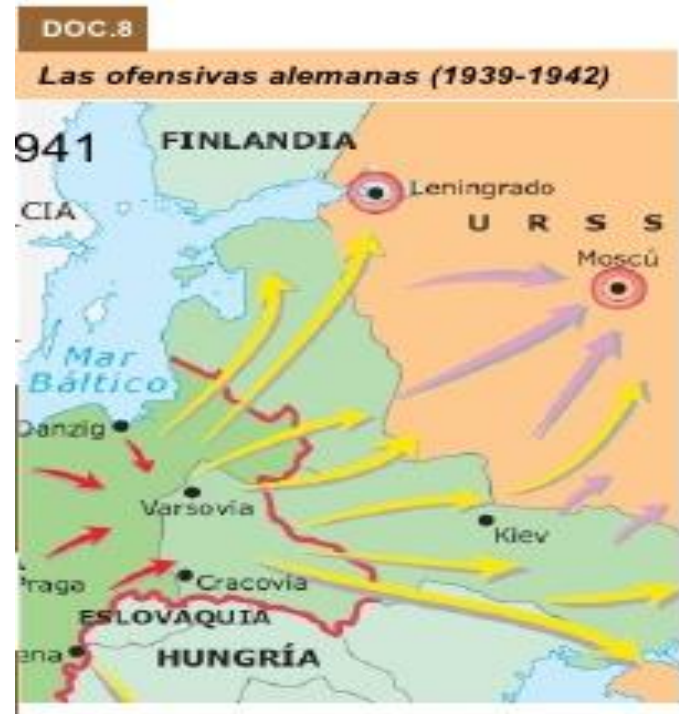 DOC.8
Las ofensivas alemanas (1939-1942)
941
FINLANDIA
CIA
Leningrado
U R S S
Moscú
Mar
Báltico
Danzig
Varsovia
Kiev
Praga
Cracovia
ESLOVAQUIA
ena
HUNGRÍA